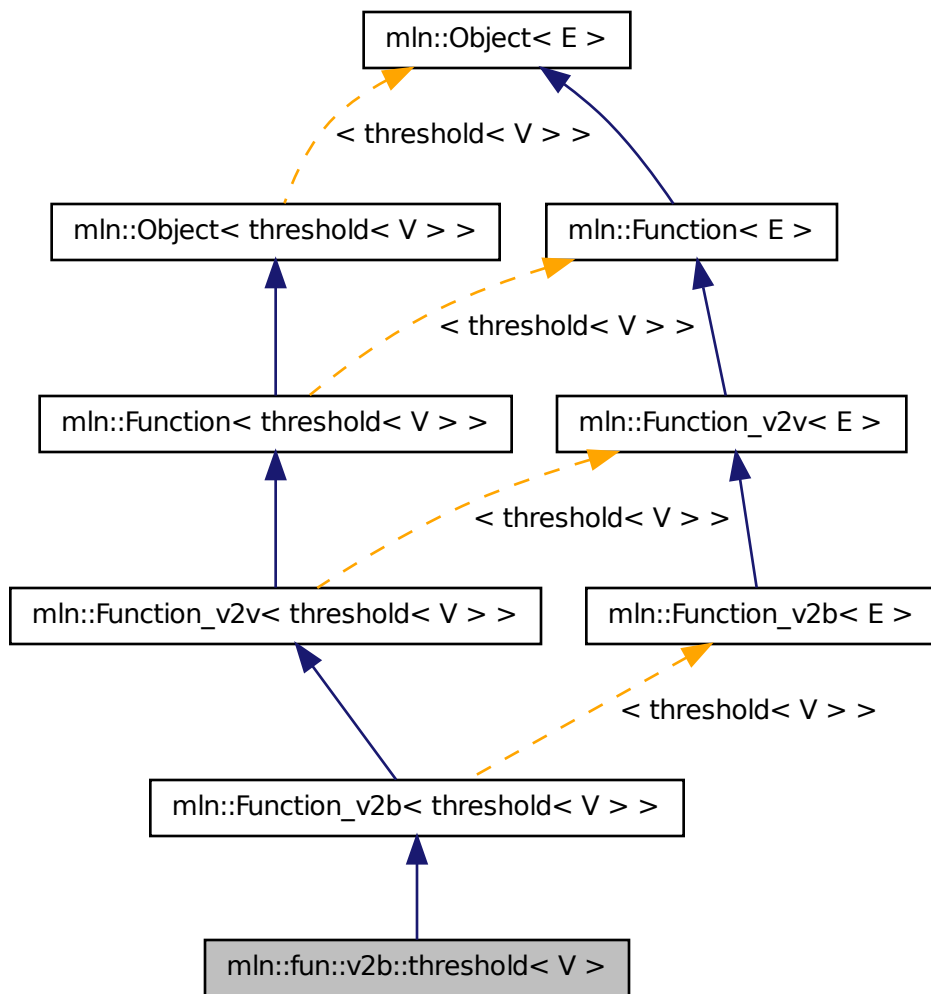 mln::Object< E >
< threshold< V > >
mln::Object< threshold< V > >
mln::Function< E >
< threshold< V > >
mln::Function< threshold< V > >
mln::Function_v2v< E >
< threshold< V > >
mln::Function_v2v< threshold< V > >
mln::Function_v2b< E >
< threshold< V > >
mln::Function_v2b< threshold< V > >
mln::fun::v2b::threshold< V >